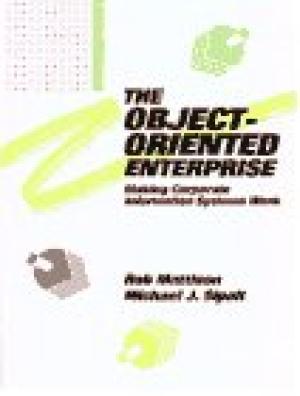 THE
OBJECT-
ORIENTED
ENTERPRISE
Making Corporate
Information Systems Work
Rob Mattison
Michael J. Sipolt